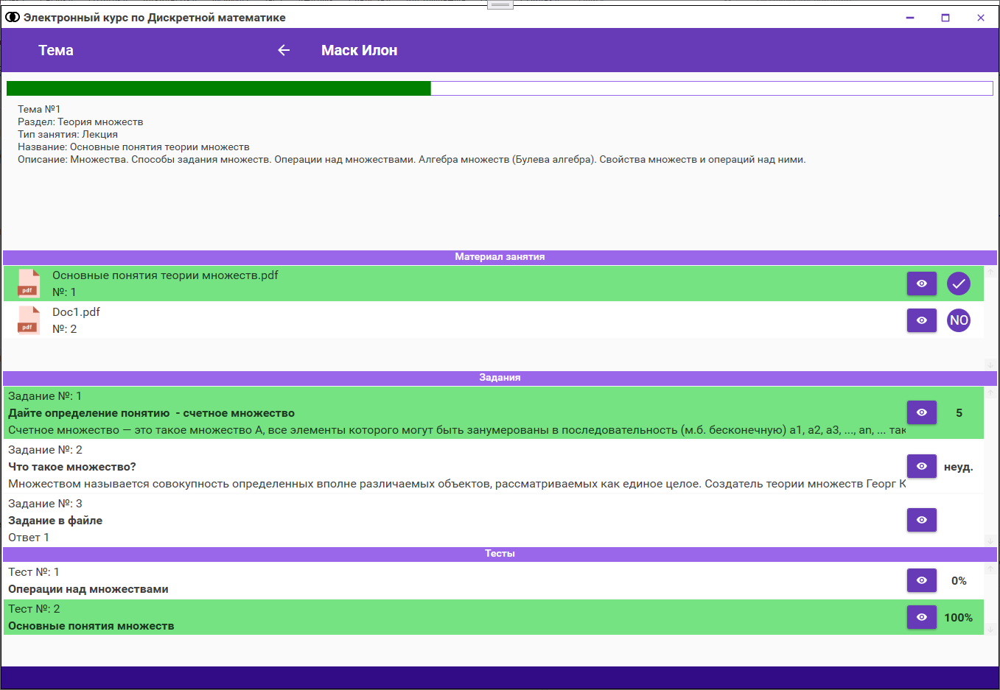 Электронный курс по Дискретной математике
Тема
Маск Илон
Тема №1
Раздел: Теория множеств
Тип занятия: Лекция
Название: Основные понятия теории множеств
Описание: Множества. Способы задания множеств. Операции над множествами. Алгебра множеств (Булева алгебра). Свойства множеств и операций над ними.
Материал занятия
pdf
Основные понятия теории множеств.pdf
№: 1
pdf
Doc1.pdf
№: 2
NO
Задания
Задание №: 1
Дайте определение понятию  - счетное множество
Счетное множество — это такое множество А, все элементы которого могут быть занумерованы в последовательность (м.б. бесконечную) a1, a2, a3, ..., an, ... так
5
Задание №: 2
Что такое множество?
Множеством называется совокупность определенных вполне различаемых объектов, рассматриваемых как единое целое. Создатель теории множеств Георг К
неуд.
Задание №: 3
Задание в файле
Ответ 1
Тесты
Тест №: 1
Операции над множествами
0%
Тест №: 2
Основные понятия множеств
100%